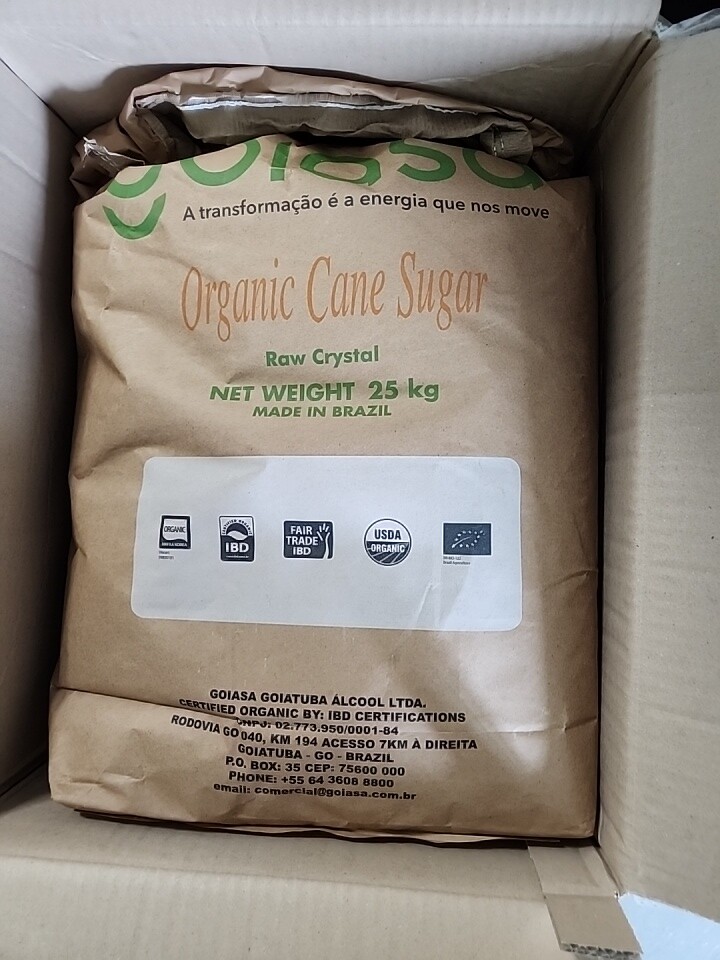 goiasa
A transformação é a energia que nos move
Organic Cane Sugar
Raw Crystal
NET WEIGHT 25 kg
MADE IN BRAZIL
ORGANIC
IBD
FAIR
TRADE
IBD
USDA
ORGANIC
GOIASA GOIATUBA ÁLCOOL LTDA.
CERTIFIED ORGANIC BY: IBD CERTIFICATIONS
CNPJ: 02.773.950/0001-84
RODOVIA GO 040, KM 194 ACESSO 7KM À DIREITA
GOIATUBA - GO - BRAZIL
P.O. BOX: 35 CEP: 75600 000
PHONE: +55 64 3608 8800
email: comercial@goiasa.com.br